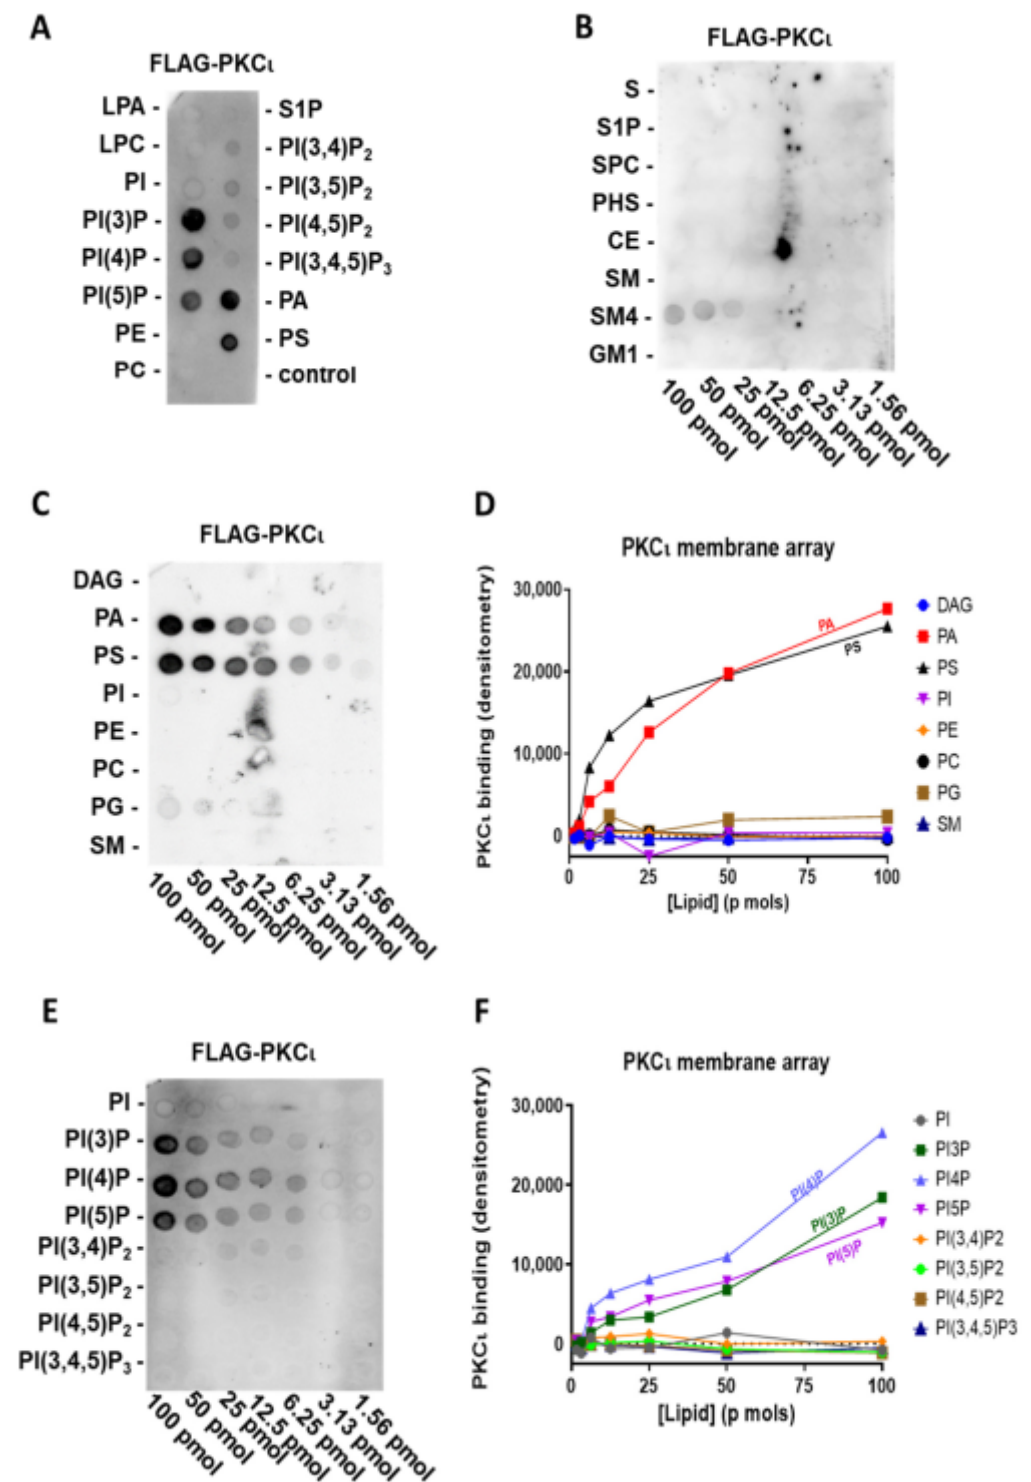 A
FLAG-PKCι
LPA -
LPC -
PI -
PI(3)P -
PI(4)P -
PI(5)P -
PE -
PC -
- S1P
- PI(3,4)P2
- PI(3,5)P2
- PI(4,5)P2
- PI(3,4,5)P3
- PA
- PS
- control
B
FLAG-PKCι
S -
S1P -
SPC -
PHS -
CE -
SM -
SM4 -
GM1 -
100 pmol
50 pmol
25 pmol
12.5 pmol
6.25 pmol
3.13 pmol
1.56 pmol
C
FLAG-PKCι
DAG -
PA -
PS -
PI -
PE -
PC -
PG -
SM -
100 pmol
50 pmol
25 pmol
12.5 pmol
6.25 pmol
3.13 pmol
1.56 pmol
D
PKCι membrane array
PKCι binding (densitometry)
30,000
20,000
10,000
0
0 25 50 75 100
[Lipid] (p mols)
PA
PS
DAG
PA
PS
PI
PE
PC
PG
SM
E
FLAG-PKCι
PI -
PI(3)P -
PI(4)P -
PI(5)P -
PI(3,4)P2 -
PI(3,5)P2 -
PI(4,5)P2 -
PI(3,4,5)P3 -
100 pmol
50 pmol
25 pmol
12.5 pmol
6.25 pmol
3.13 pmol
1.56 pmol
F
PKCι membrane array
PKCι binding (densitometry)
30,000
20,000
10,000
0
0 25 50 75 100
[Lipid] (p mols)
PI(4)P
PI(3)P
PI(5)P
PI
PI3P
PI4P
PI5P
PI(3,4)P2
PI(3,5)P2
PI(4,5)P2
PI(3,4,5)P3